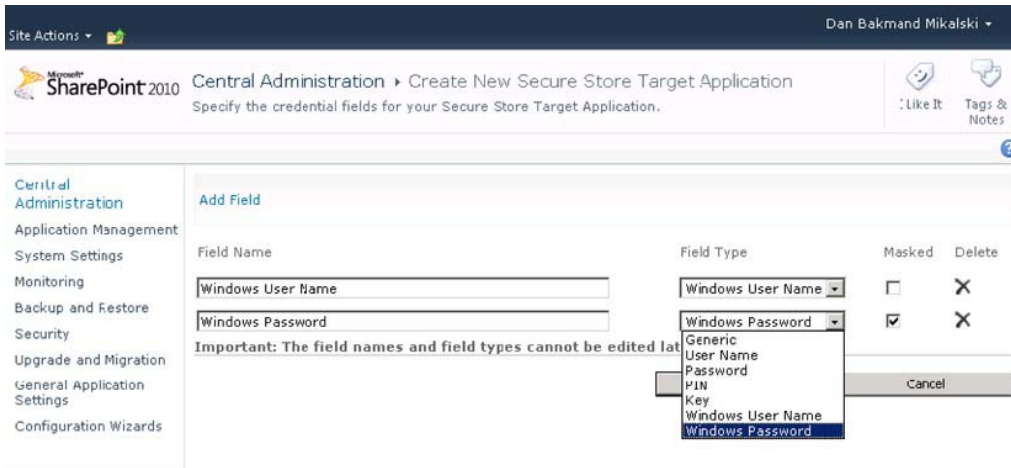 Dan Bakmand Mikalski
Site Actions
Microsoft
SharePoint 2010
Central Administration ▸ Create New Secure Store Target Application
Specify the credential fields for your Secure Store Target Application.
I Like It
Tags &
Notes
Central
Administration
Application Management
System Settings
Monitoring
Backup and Restore
Security
Upgrade and Migration
General Application
Settings
Configuration Wizards
Add Field
Field Name Field Type Masked Delete
Windows User Name Windows User Name
Windows Password Windows Password
Important: The field names and field types cannot be edited lat
Generic
User Name
Password
PIN
Key
Windows User Name
Windows Password
Cancel